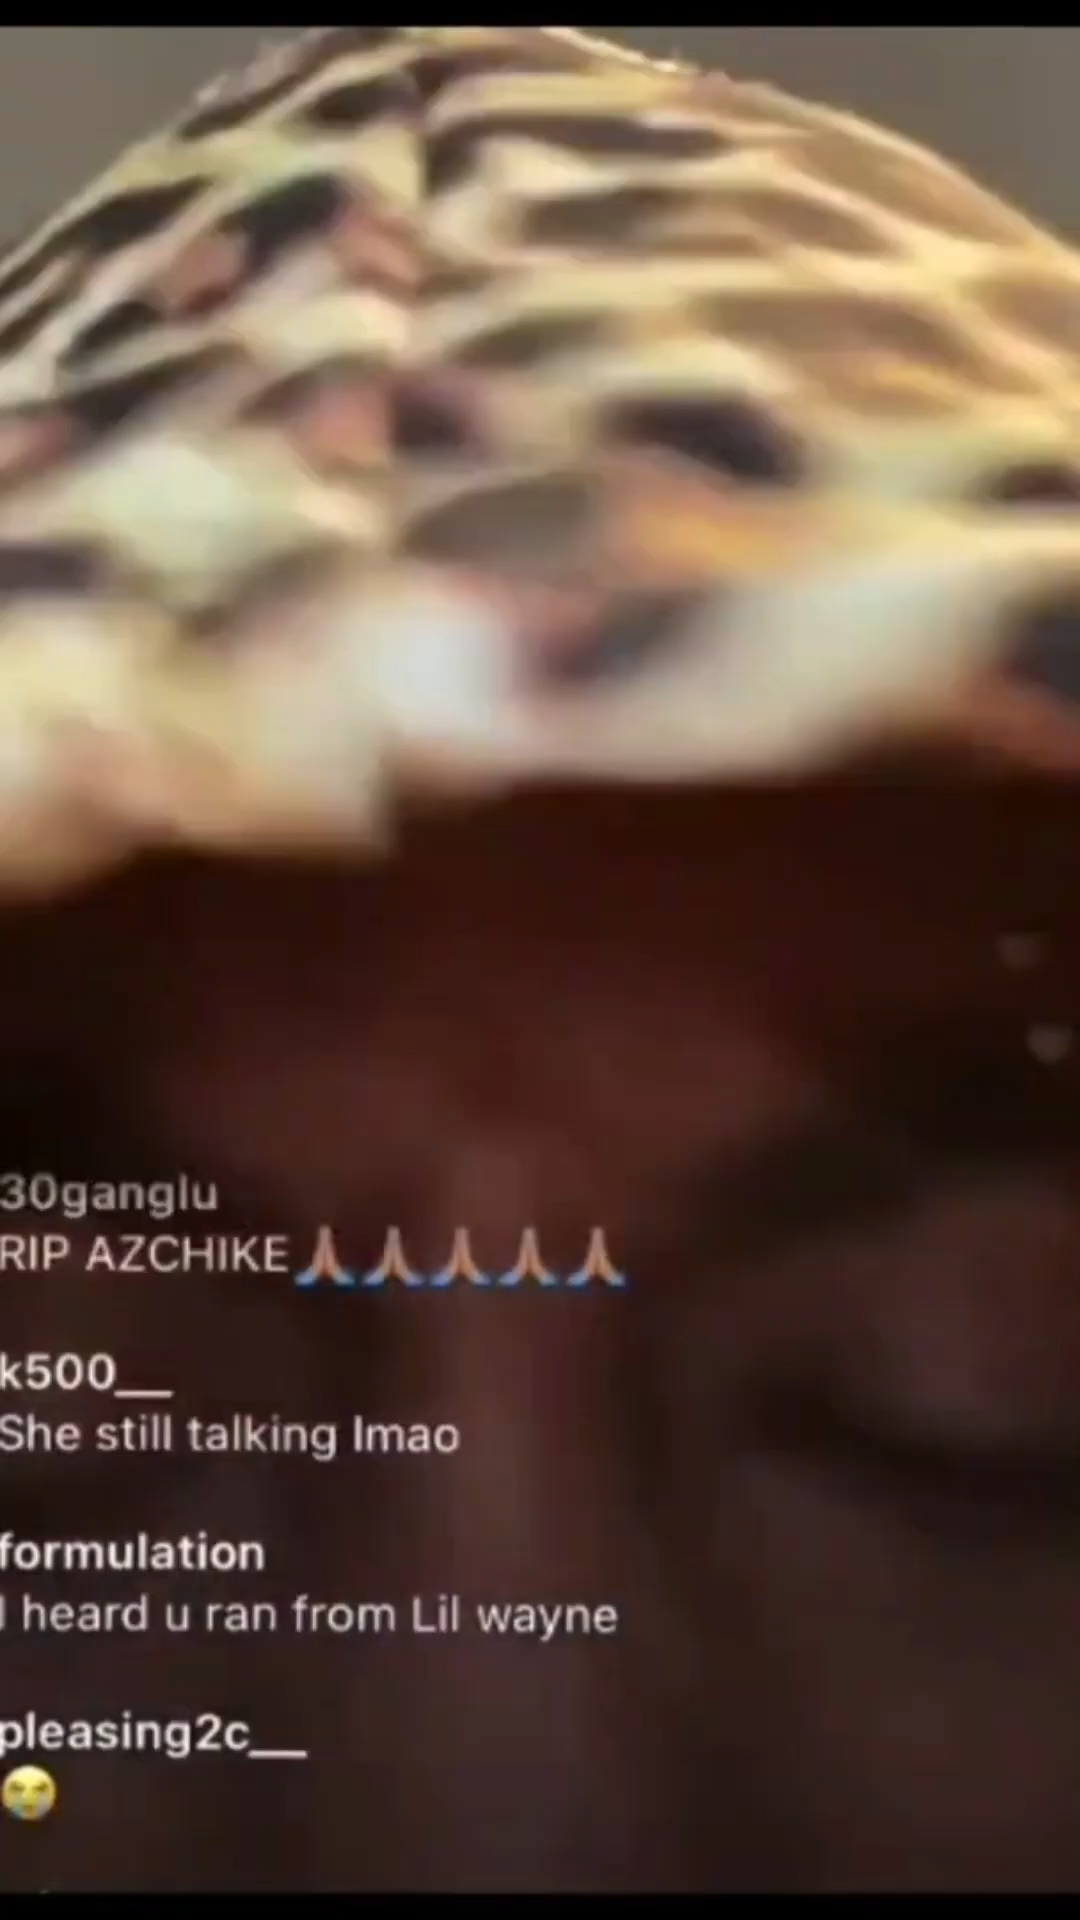 30ganglu
RIP AZCHIKE🙏🏽🙏🏽🙏🏽🙏🏽🙏🏽
k500__
She still talking lmao
formulation
I heard u ran from Lil wayne
pleasing2c__
😭